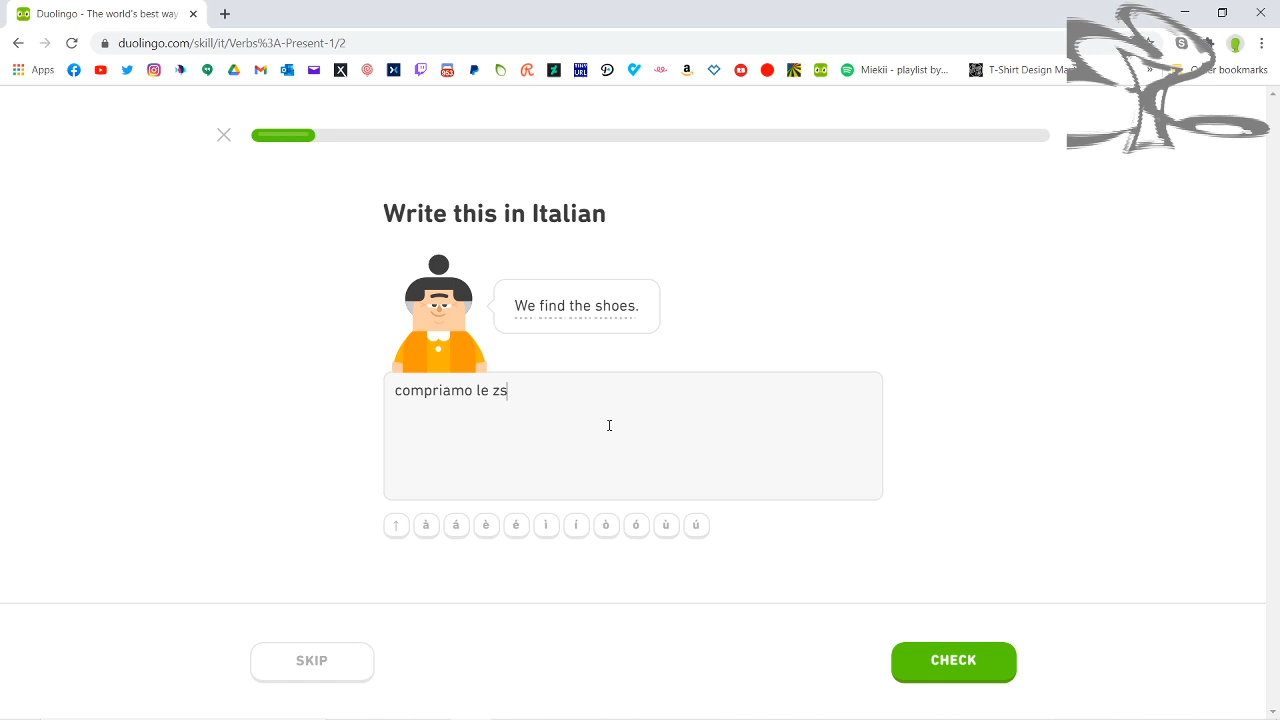 Duolingo - The world's best way
duolingo.com/skill/it/Verbs%3A-Present-1/2
Apps
Miekii - playlist by...
T-Shirt Design Ma
»
er bookmarks
Write this in Italian
We find the shoes.
compriamo le zs
↑ à á è é ì í ò ó ù ú
SKIP
CHECK